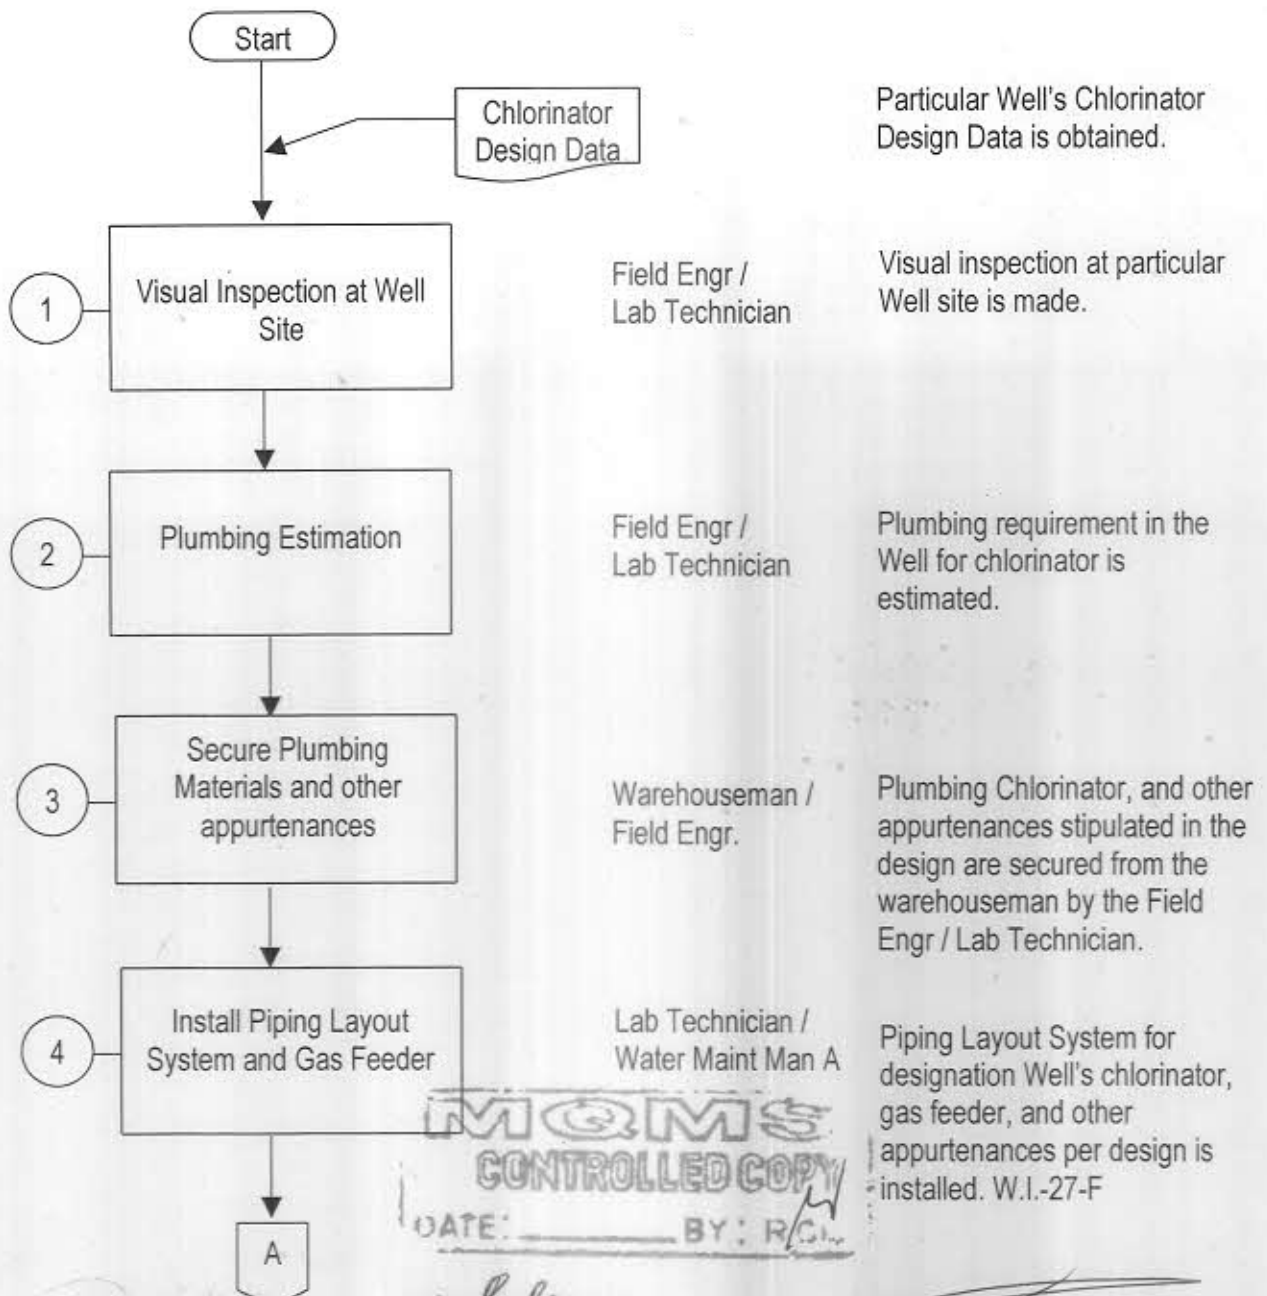 Start
Chlorinator
Design Data
Particular Well's Chlorinator
Design Data is obtained.
1
Visual Inspection at Well
Site
Field Engr /
Lab Technician
Visual inspection at particular
Well site is made.
2
Plumbing Estimation
Field Engr /
Lab Technician
Plumbing requirement in the
Well for chlorinator is
estimated.
3
Secure Plumbing
Materials and other
appurtenances
Warehouseman /
Field Engr.
Plumbing Chlorinator, and other
appurtenances stipulated in the
design are secured from the
warehouseman by the Field
Engr / Lab Technician.
4
Install Piping Layout
System and Gas Feeder
Lab Technician /
Water Maint Man A
Piping Layout System for
designation Well's chlorinator,
gas feeder, and other
appurtenances per design is
installed. W.I.-27-F
MQMS
CONTROLLED COPY
DATE: BY:
A